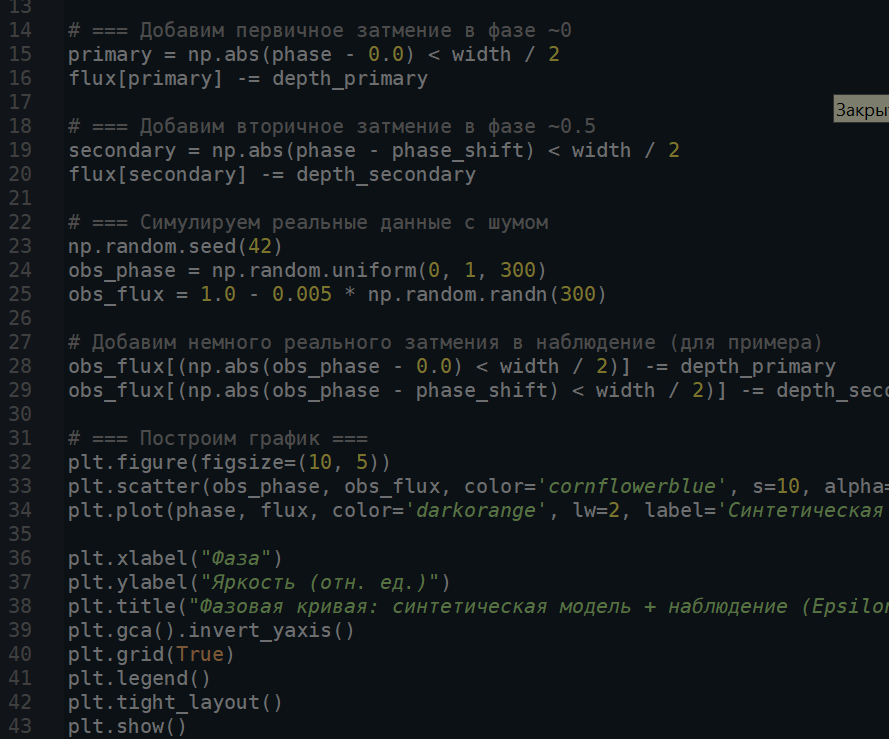 13
14 # === Добавим первичное затмение в фазе ~0
15 primary = np.abs(phase - 0.0) < width / 2
16 flux[primary] -= depth_primary
17
Закры
18 # === Добавим вторичное затмение в фазе ~0.5
19 secondary = np.abs(phase - phase_shift) < width / 2
20 flux[secondary] -= depth_secondary
21
22 # === Симулируем реальные данные с шумом
23 np.random.seed(42)
24 obs_phase = np.random.uniform(0, 1, 300)
25 obs_flux = 1.0 - 0.005 * np.random.randn(300)
26
27 # Добавим немного реального затмения в наблюдение (для примера)
28 obs_flux[(np.abs(obs_phase - 0.0) < width / 2)] -= depth_primary
29 obs_flux[(np.abs(obs_phase - phase_shift) < width / 2)] -= depth_sec
30
31 # === Построим график ===
32 plt.figure(figsize=(10, 5))
33 plt.scatter(obs_phase, obs_flux, color='cornflowerblue', s=10, alpha=
34 plt.plot(phase, flux, color='darkorange', lw=2, label='Синтетическая
35
36 plt.xlabel("Фаза")
37 plt.ylabel("Яркость (отн. ед.)")
38 plt.title("Фазовая кривая: синтетическая модель + наблюдение (Epsilon
39 plt.gca().invert_yaxis()
40 plt.grid(True)
41 plt.legend()
42 plt.tight_layout()
43 plt.show()